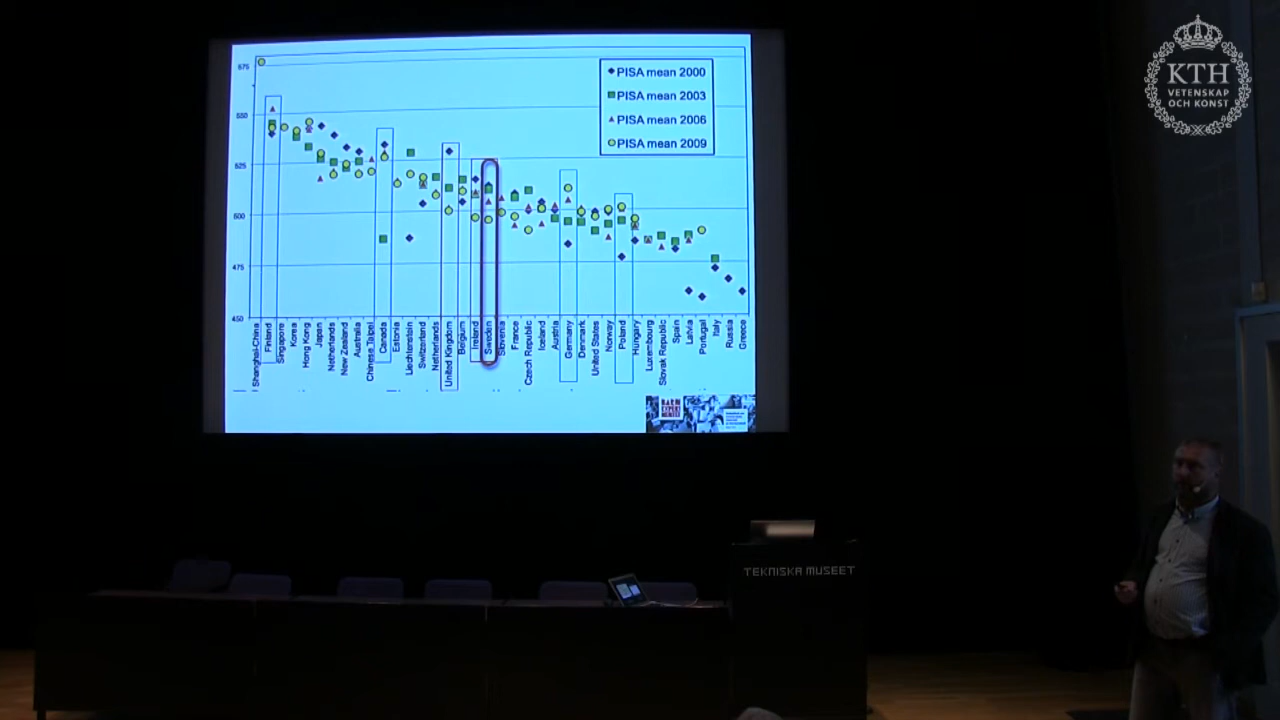 KTH
VETENSKAP
OCH KONST
PISA mean 2000
PISA mean 2003
PISA mean 2006
PISA mean 2009
575
550
525
500
475
450
Shanghai-China
Finland
Singapore
Korea
Hong Kong
Japan
Netherlands
New Zealand
Australia
Chinese Taipei
Canada
Estonia
Liechtenstein
Switzerland
Netherlands
United Kingdom
Belgium
Ireland
Sweden
Slovenia
France
Czech Republic
Iceland
Austria
Germany
Denmark
United States
Norway
Poland
Hungary
Luxembourg
Slovak Republic
Spain
Latvia
Portugal
Italy
Russia
Greece
TEKNISKA MUSEET